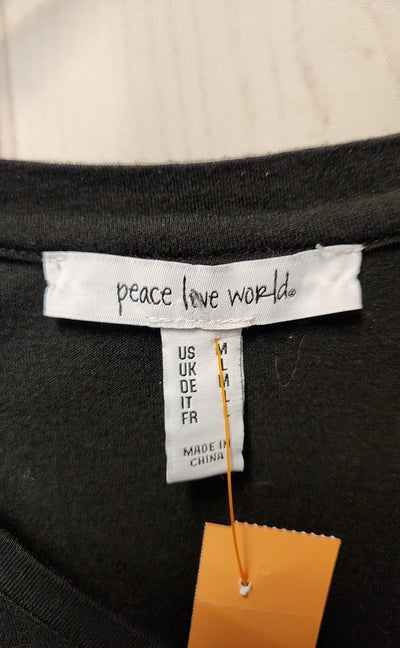 peace love world®
US M
UK L
DE M
IT L
FR L
MADE IN
CHINA